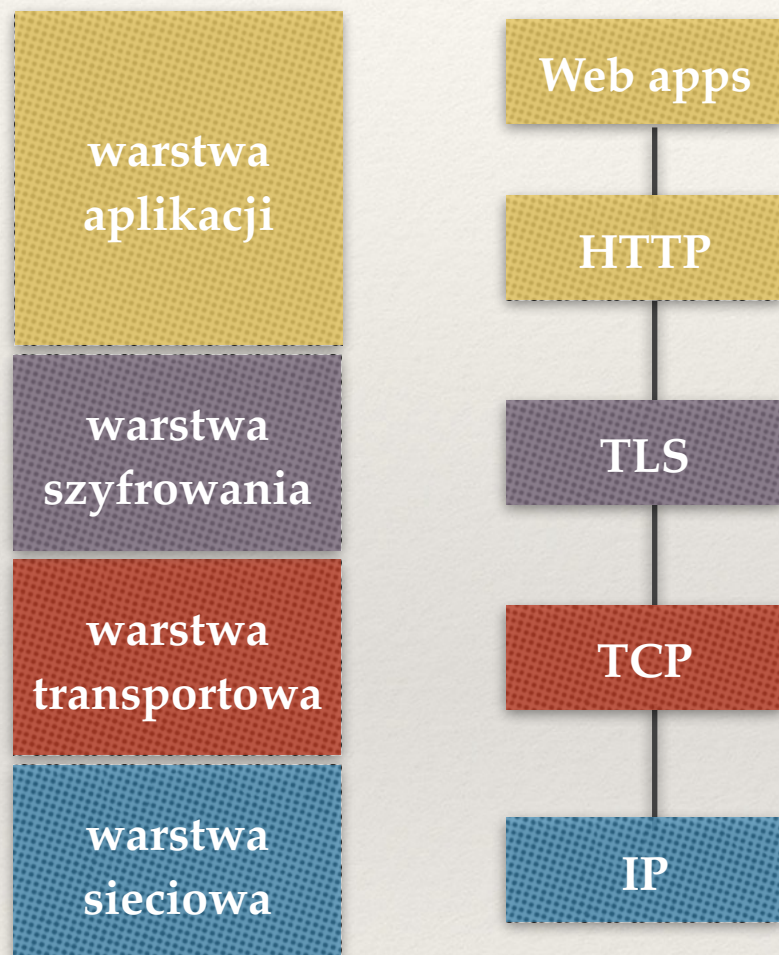 warstwa
aplikacji
warstwa
szyfrowania
warstwa
transportowa
warstwa
sieciowa
Web apps
HTTP
TLS
TCP
IP